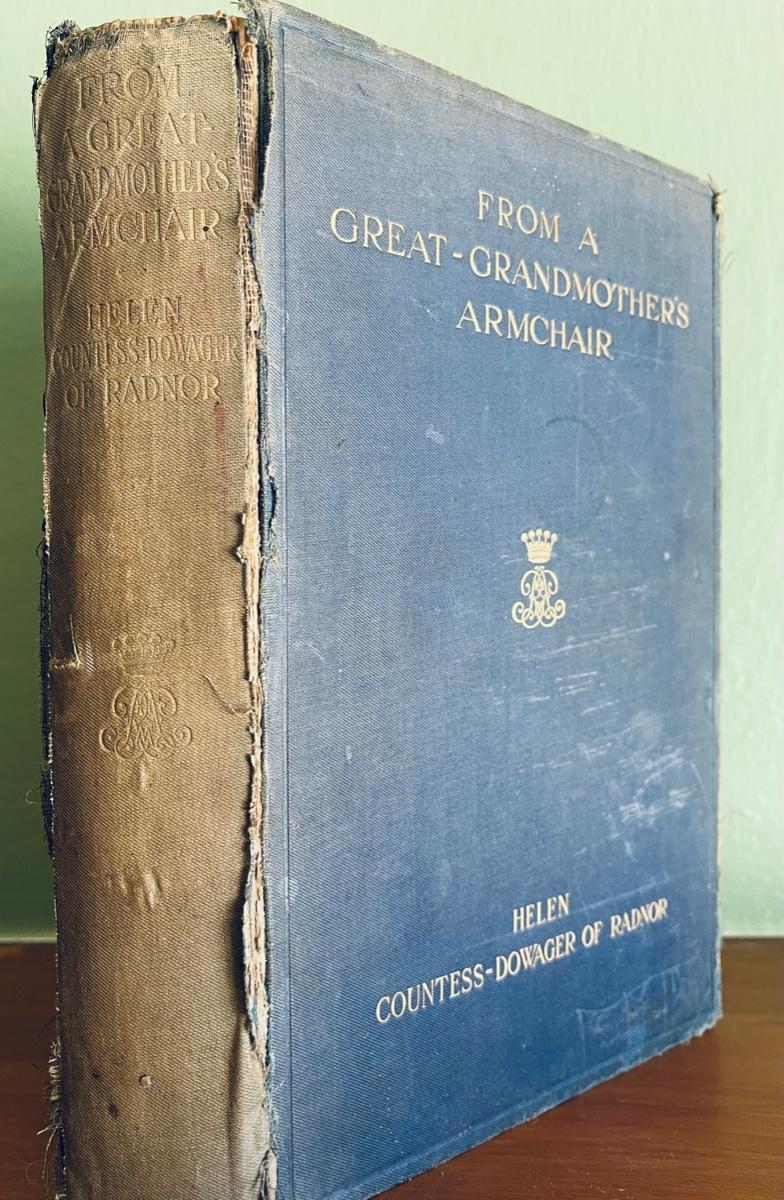 FROM
A GREAT-
GRANDMOTHER'S
ARMCHAIR
HELEN
COUNTESS-DOWAGER
OF RADNOR
FROM A
GREAT-GRANDMOTHER'S
ARMCHAIR
HELEN
COUNTESS-DOWAGER OF RADNOR